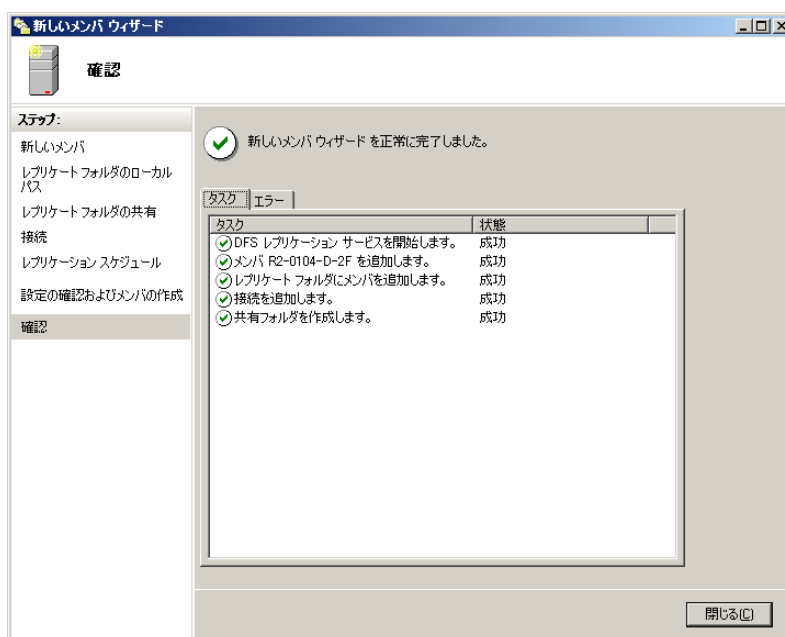 新しいメンバ ウィザード
確認
ステップ:
新しいメンバ
レプリケート フォルダのローカル
パス
レプリケート フォルダの共有
接続
レプリケーション スケジュール
設定の確認およびメンバの作成
確認
新しいメンバ ウィザード を正常に完了しました。
タスク エラー
タスク 状態
DFS レプリケーション サービスを開始します。 成功
メンバ R2-0104-D-2F を追加します。 成功
レプリケート フォルダにメンバを追加します。 成功
接続を追加します。 成功
共有フォルダを作成します。 成功
閉じる(C)